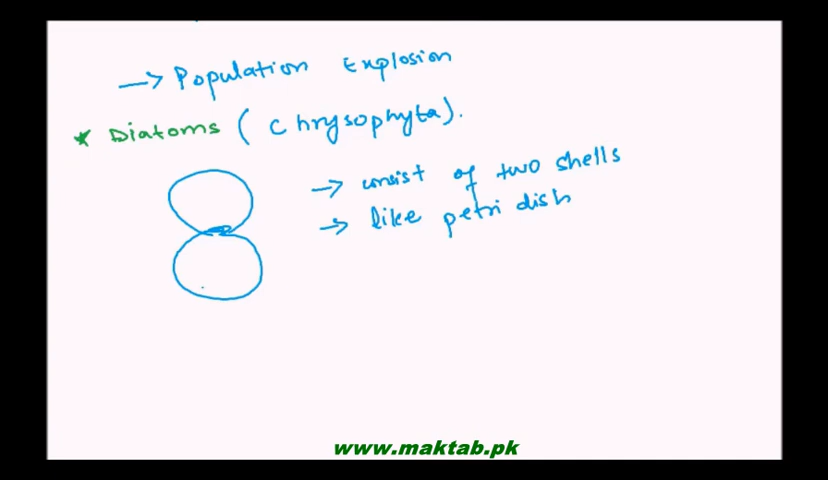 → Population Explosion
* Diatoms (Chrysophyta).
→ consist of two shells
→ like petri dish
www.maktab.pk